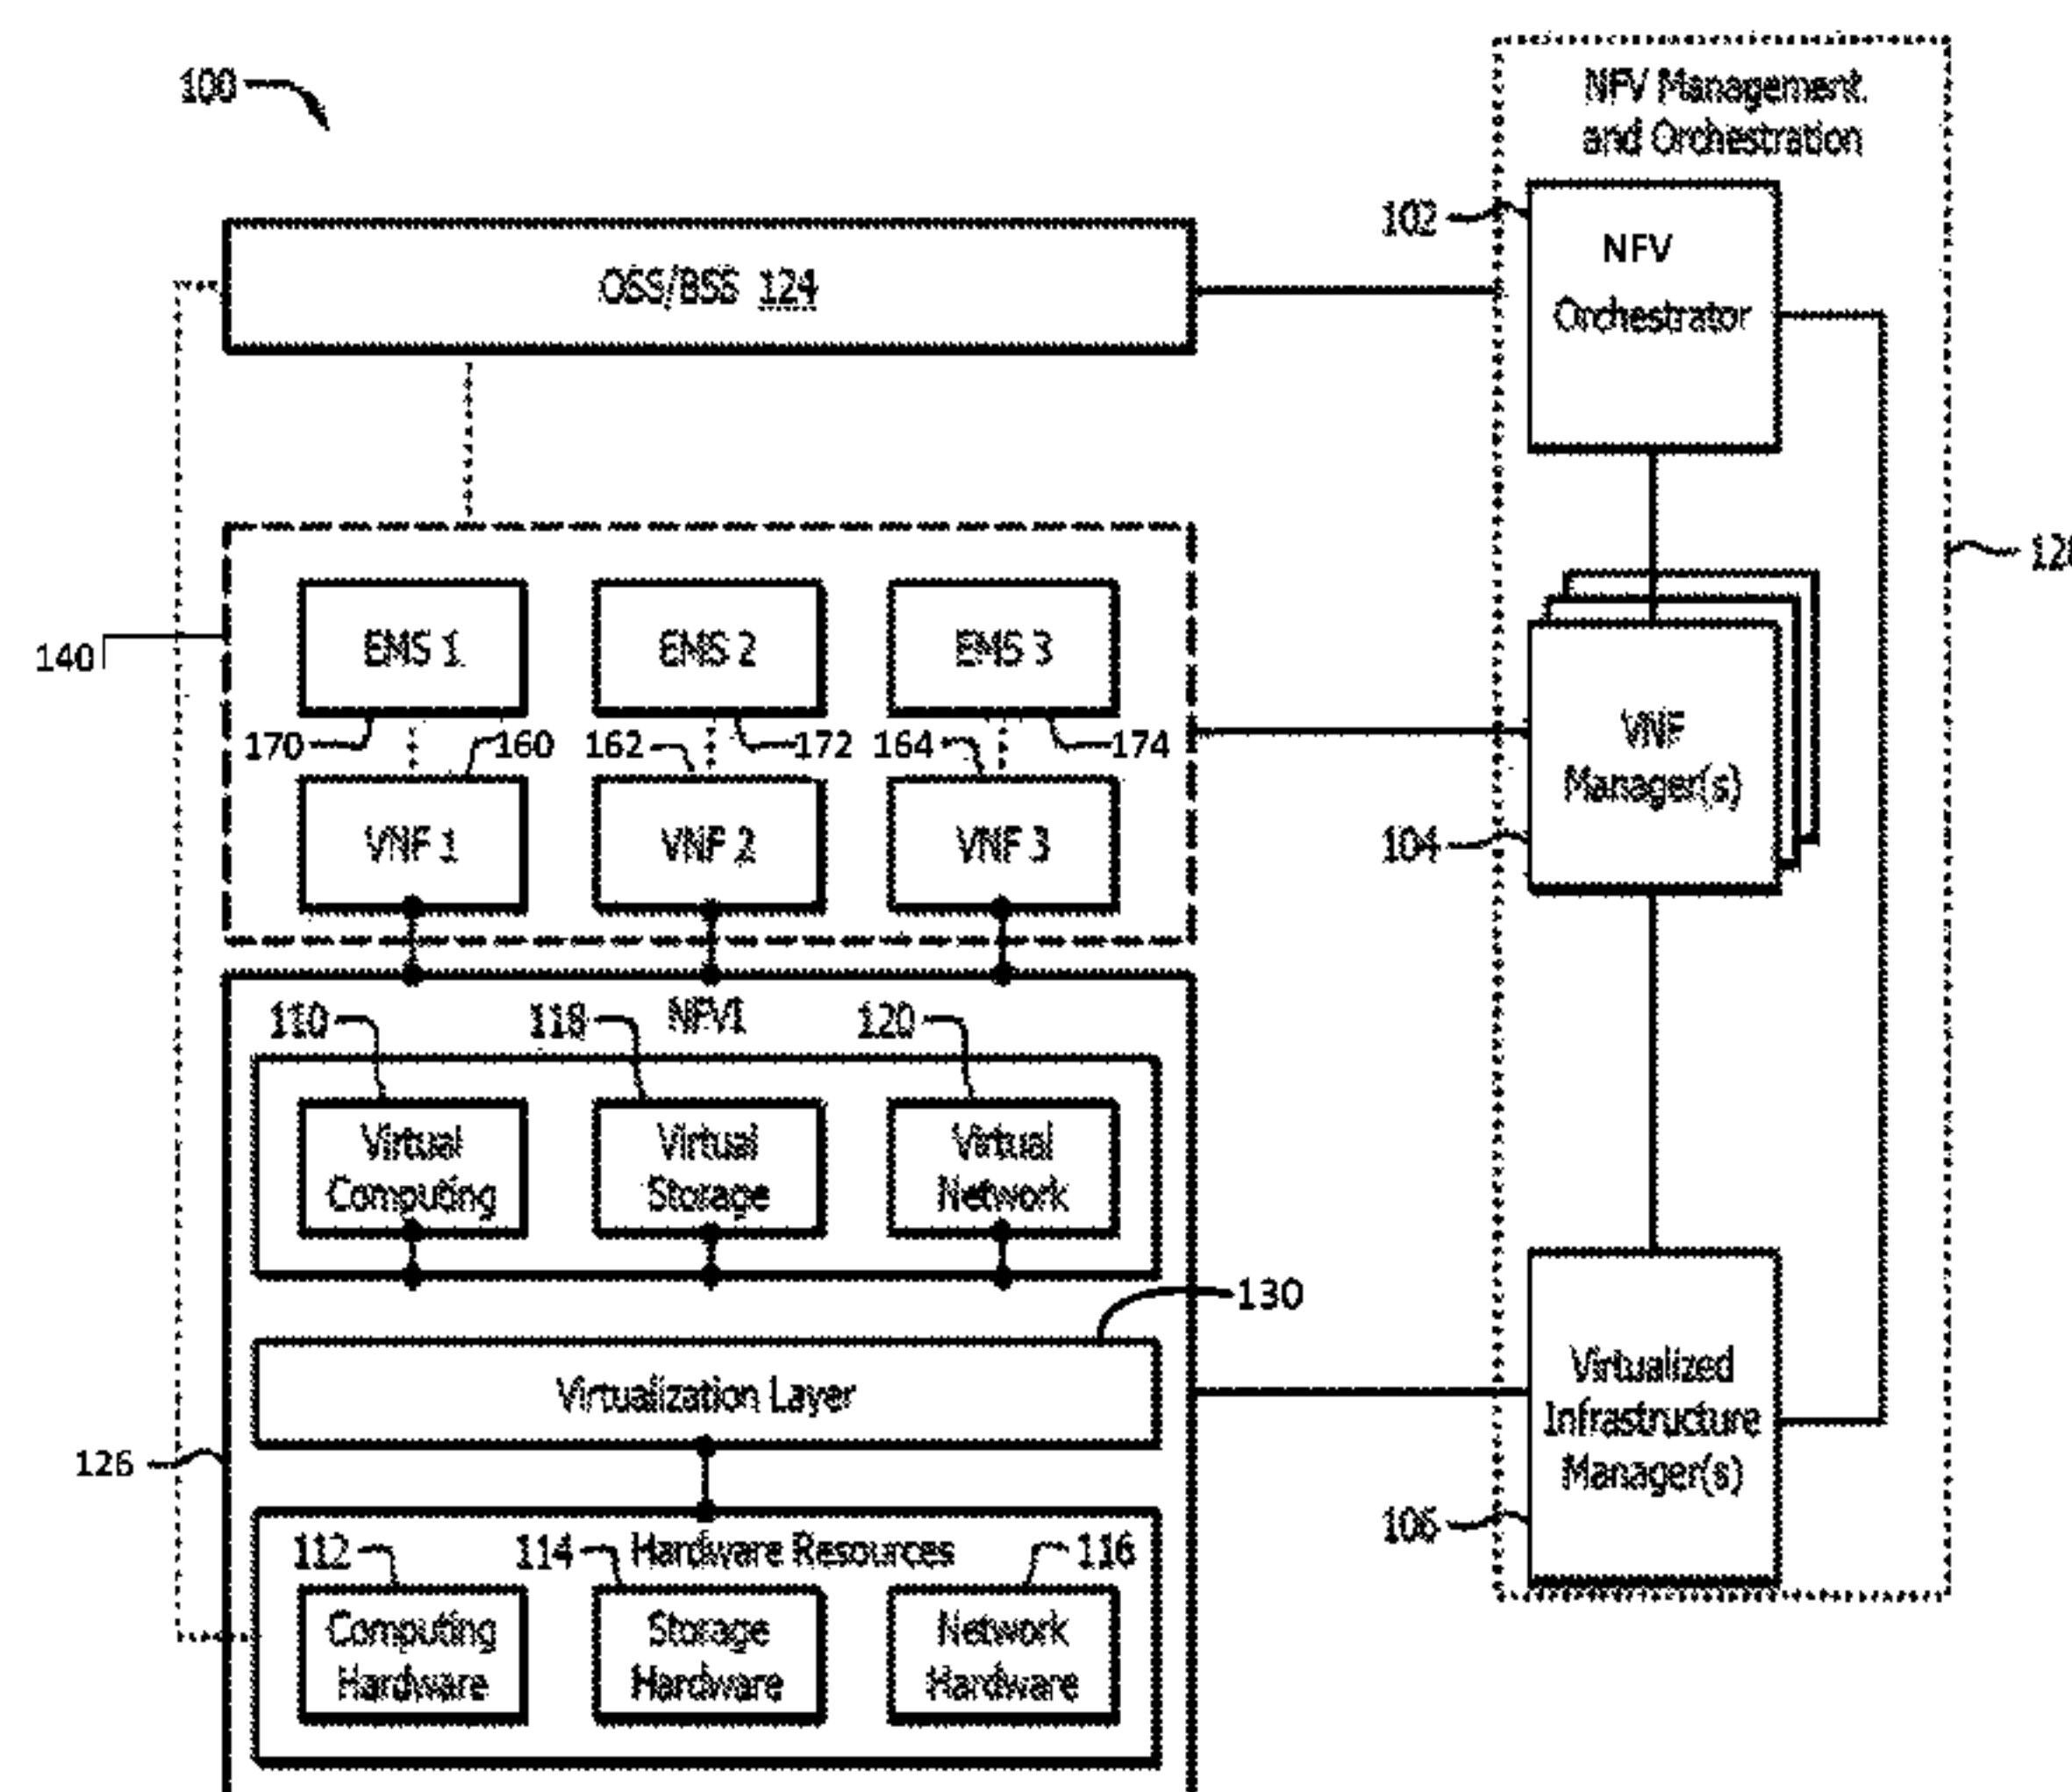 100
NFV Management
and Orchestration
102
NFV
Orchestrator
OSS/BSS 124
140
EMS 1
EMS 2
EMS 3
170
160
162
172
164
174
VNF 1
VNF 2
VNF 3
VNF
Manager(s)
104
NFVI
110
118
120
Virtual
Computing
Virtual
Storage
Virtual
Network
130
Virtualization Layer
126
Virtualized
Infrastructure
Manager(s)
106
Hardware Resources
112
114
116
Computing
Hardware
Storage
Hardware
Network
Hardware